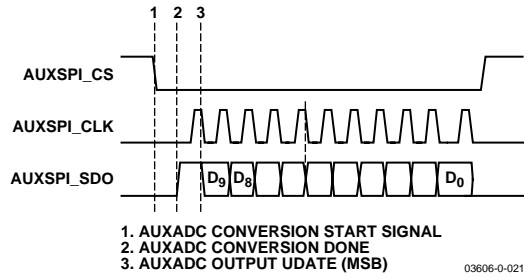 1 2 3
AUXSPI_CS
AUXSPI_CLK
AUXSPI_SDO
D9 D8 D0
1. AUXADC CONVERSION START SIGNAL
2. AUXADC CONVERSION DONE
3. AUXADC OUTPUT UDATE (MSB)
03606-0-021